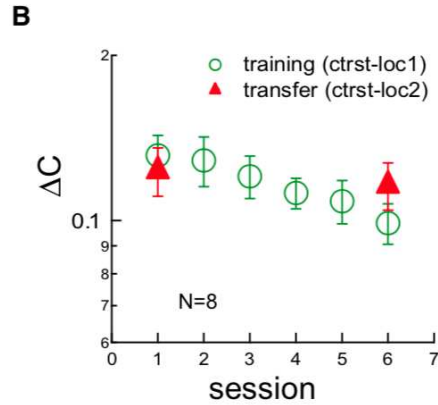 B
2
training (ctrst-loc1)
transfer (ctrst-loc2)
ΔC
0.1
9
8
7
6
N=8
0 1 2 3 4 5 6 7
session